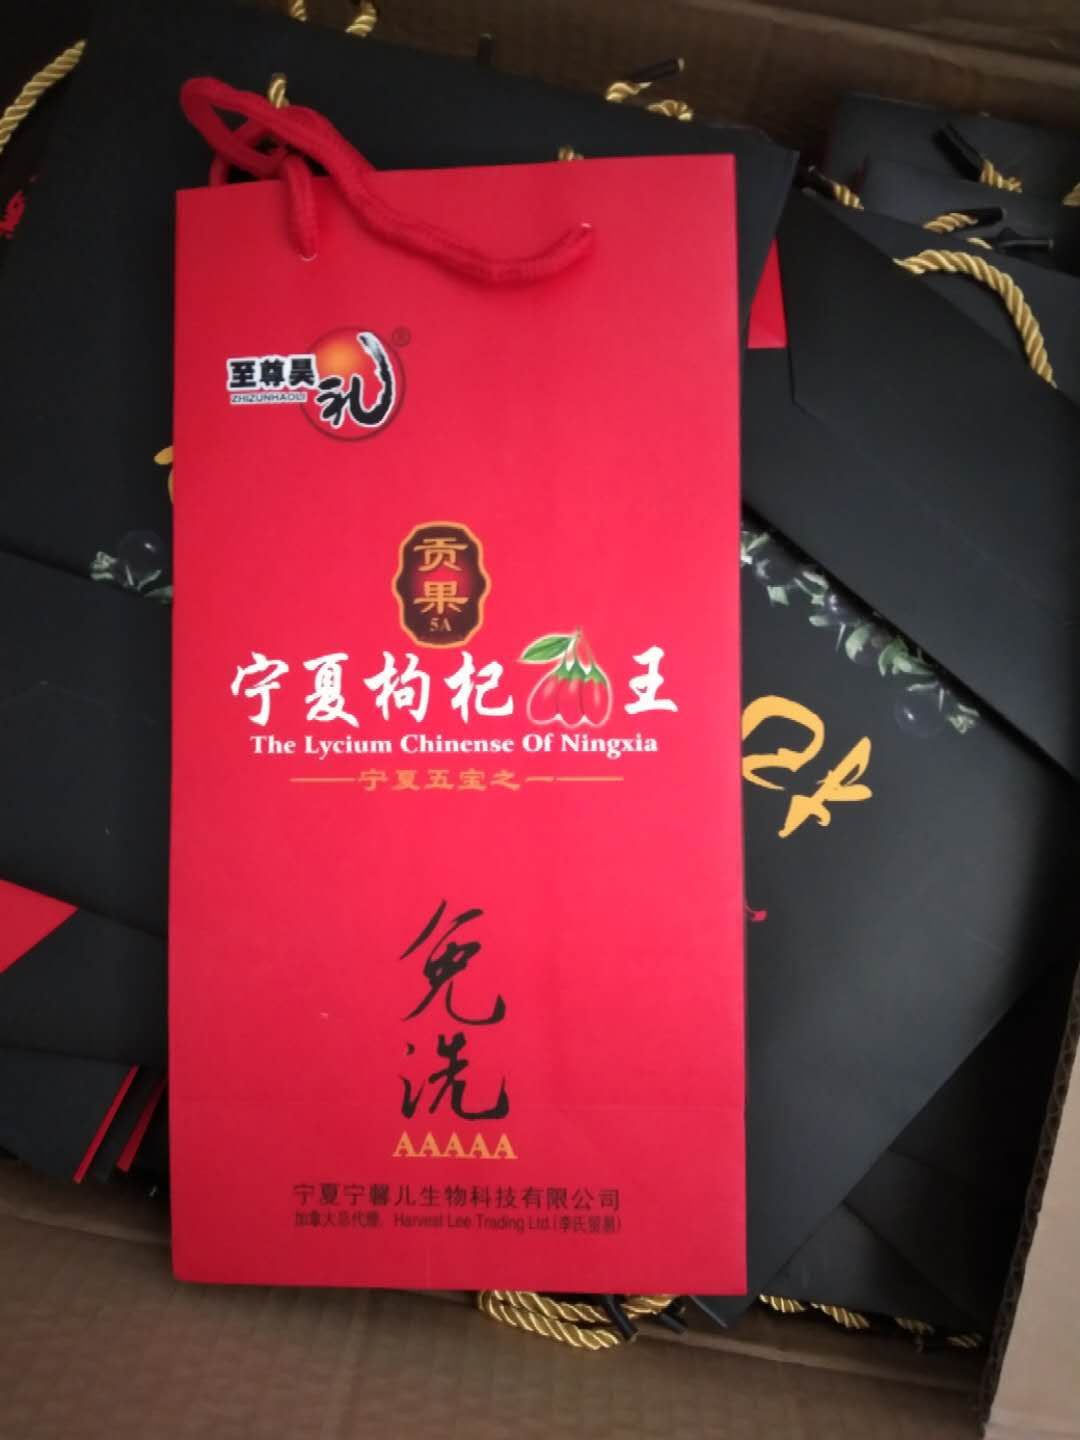 至尊昊礼®
ZHIZUNHAOLI
贡果
5A
宁夏枸杞王
The Lycium Chinense Of Ningxia
宁夏五宝之一
免洗
AAAAA
宁夏宁馨儿生物科技有限公司
加拿大总代理: Harvest Lee Trading Ltd.(李氏贸易)